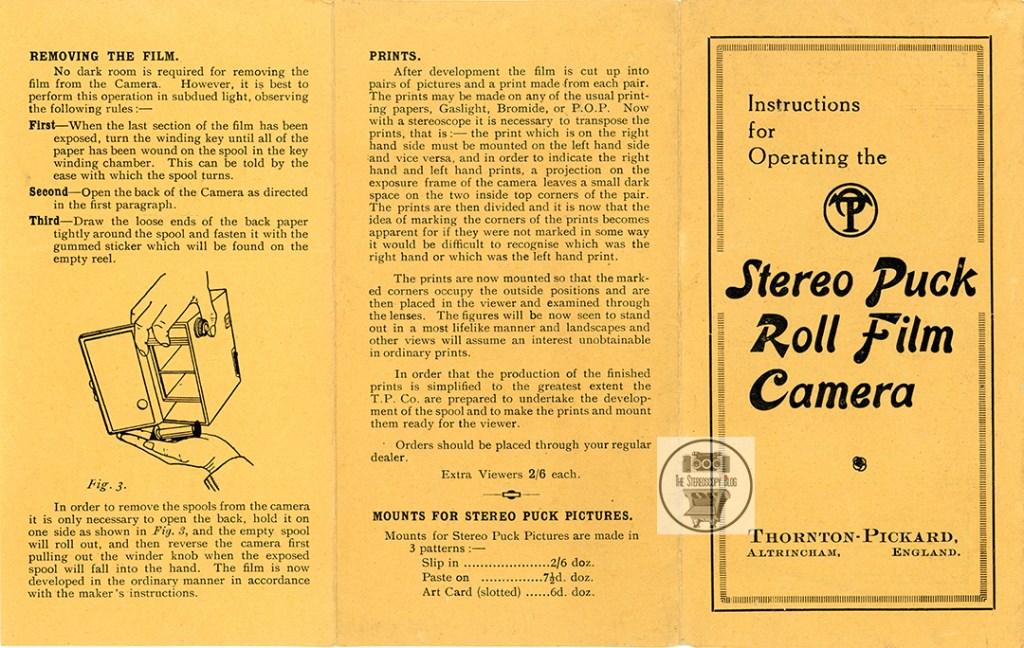 REMOVING THE FILM.
No dark room is required for removing the
film from the Camera. However, it is best to
perform this operation in subdued light, observing
the following rules :—
First—When the last section of the film has been
exposed, turn the winding key until all of the
paper has been wound on the spool in the key
winding chamber. This can be told by the
ease with which the spool turns.
Second—Open the back of the Camera as directed
in the first paragraph.
Third—Draw the loose ends of the back paper
tightly around the spool and fasten it with the
gummed sticker which will be found on the
empty reel.
Fig. 3.
In order to remove the spools from the camera
it is only necessary to open the back, hold it on
one side as shown in Fig. 3, and the empty spool
will roll out, and then reverse the camera first
pulling out the winder knob when the exposed
spool will fall into the hand. The film is now
developed in the ordinary manner in accordance
with the maker's instructions.
PRINTS.
After development the film is cut up into
pairs of pictures and a print made from each pair.
The prints may be made on any of the usual print-
ing papers, Gaslight, Bromide, or P.O.P. Now
with a stereoscope it is necessary to transpose the
prints, that is :— the print which is on the right
hand side must be mounted on the left hand side
and vice versa, and in order to indicate the right
hand and left hand prints, a projection on the
exposure frame of the camera leaves a small dark
space on the two inside top corners of the pair.
The prints are then divided and it is now that the
idea of marking the corners of the prints becomes
apparent for if they were not marked in some way
it would be difficult to recognise which was the
right hand or which was the left hand print.
The prints are now mounted so that the mark-
ed corners occupy the outside positions and are
then placed in the viewer and examined through
the lenses. The figures will be now seen to stand
out in a most lifelike manner and landscapes and
other views will assume an interest unobtainable
in ordinary prints.
In order that the production of the finished
prints is simplified to the greatest extent the
T.P. Co. are prepared to undertake the develop-
ment of the spool and to make the prints and mount
them ready for the viewer.
Orders should be placed through your regular
dealer.
Extra Viewers 2/6 each.
MOUNTS FOR STEREO PUCK PICTURES.
Mounts for Stereo Puck Pictures are made in
3 patterns :—
Slip in ......................2/6 doz.
Paste on ...............7½d. doz.
Art Card (slotted) ......6d. doz.
Instructions
for
Operating the
TP
Stereo Puck
Roll Film
Camera
THORNTON-PICKARD,
ALTRINCHAM, ENGLAND.
THE STEREOSCOPY BLOG